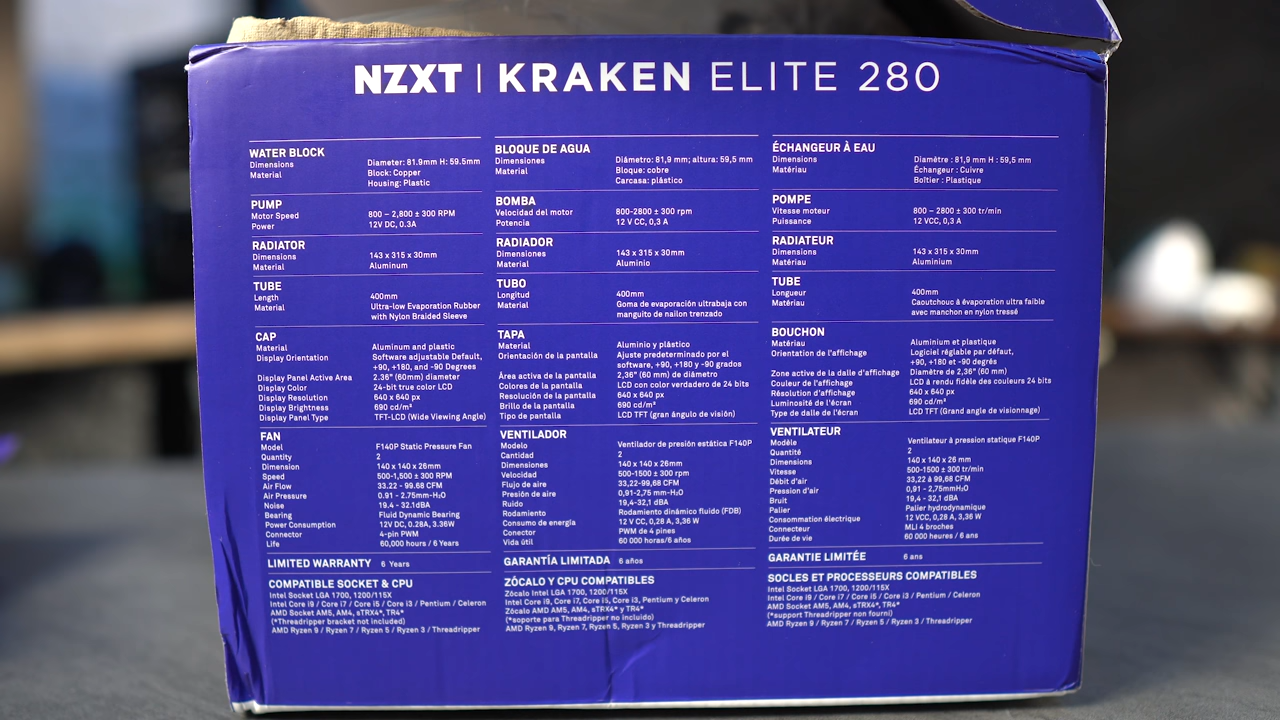 NZXT | KRAKEN ELITE 280
WATER BLOCK
Dimensions Diameter: 81.9mm H: 59.5mm
Material Block: Copper
Housing: Plastic
PUMP
Motor Speed 800 – 2,800 ± 300 RPM
Power 12V DC, 0.3A
RADIATOR
Dimensions 143 x 315 x 30mm
Material Aluminum
TUBE
Length 400mm
Material Ultra-low Evaporation Rubber
with Nylon Braided Sleeve
CAP
Material Aluminum and plastic
Display Orientation Software adjustable Default,
+90, +180, and -90 Degrees
Display Panel Active Area 2.36" (60mm) diameter
Display Color 24-bit true color LCD
Display Resolution 640 x 640 px
Display Brightness 690 cd/m²
Display Panel Type TFT-LCD (Wide Viewing Angle)
FAN
Model F140P Static Pressure Fan
Quantity 2
Dimension 140 x 140 x 26mm
Speed 500-1,500 ± 300 RPM
Air Flow 33.22 - 99.68 CFM
Air Pressure 0.91 - 2.75mm-H₂O
Noise 19.4 - 32.1dBA
Bearing Fluid Dynamic Bearing
Power Consumption 12V DC, 0.28A, 3.36W
Connector 4-pin PWM
Life 60,000 hours / 6 Years
LIMITED WARRANTY 6 Years
COMPATIBLE SOCKET & CPU
Intel Socket LGA 1700, 1200/115X
Intel Core i9 / Core i7 / Core i5 / Core i3 / Pentium / Celeron
AMD Socket AM5, AM4, sTRX4*, TR4*
(*Threadripper bracket not included)
AMD Ryzen 9 / Ryzen 7 / Ryzen 5 / Ryzen 3 / Threadripper
BLOQUE DE AGUA
Dimensiones Diámetro: 81,9 mm; altura: 59,5 mm
Material Bloque: cobre
Carcasa: plástico
BOMBA
Velocidad del motor 800-2800 ± 300 rpm
Potencia 12 V CC, 0,3 A
RADIADOR
Dimensiones 143 x 315 x 30mm
Material Aluminio
TUBO
Longitud 400mm
Material Goma de evaporación ultrabaja con
manguito de nailon trenzado
TAPA
Material Aluminio y plástico
Orientación de la pantalla Ajuste predeterminado por el
software, +90, +180 y -90 grados
Área activa de la pantalla 2,36" (60 mm) de diámetro
Colores de la pantalla LCD con color verdadero de 24 bits
Resolución de la pantalla 640 x 640 px
Brillo de la pantalla 690 cd/m²
Tipo de pantalla LCD TFT (gran ángulo de visión)
VENTILADOR
Modelo Ventilador de presión estática F140P
Cantidad 2
Dimensiones 140 x 140 x 26mm
Velocidad 500-1500 ± 300 rpm
Flujo de aire 33,22-99,68 CFM
Presión de aire 0,91-2,75 mm-H₂O
Ruido 19,4-32,1 dBA
Rodamiento Rodamiento dinámico fluido (FDB)
Consumo de energía 12 V CC, 0,28 A, 3,36 W
Conector PWM de 4 pines
Vida útil 60 000 horas/6 años
GARANTÍA LIMITADA 6 años
ZÓCALO Y CPU COMPATIBLES
Zócalo Intel LGA 1700, 1200/115X
Intel Core i9, Core i7, Core i5, Core i3, Pentium y Celeron
Zócalo AMD AM5, AM4, sTRX4* y TR4*
(*soporte para Threadripper no incluido)
AMD Ryzen 9, Ryzen 7, Ryzen 5, Ryzen 3 y Threadripper
ÉCHANGEUR À EAU
Dimensions Diamètre : 81,9 mm H : 59,5 mm
Matériau Échangeur : Cuivre
Boîtier : Plastique
POMPE
Vitesse moteur 800 – 2800 ± 300 tr/min
Puissance 12 VCC, 0,3 A
RADIATEUR
Dimensions 143 x 315 x 30mm
Matériau Aluminium
TUBE
Longueur 400mm
Matériau Caoutchouc à évaporation ultra faible
avec manchon en nylon tressé
BOUCHON
Matériau Aluminium et plastique
Orientation de l'affichage Logiciel réglable par défaut,
+90, +180 et -90 degrés
Zone active de la dalle d'affichage Diamètre de 2,36" (60 mm)
Couleur de l'affichage LCD à rendu fidèle des couleurs 24 bits
Résolution d'affichage 640 x 640 px
Luminosité de l'écran 690 cd/m²
Type de dalle de l'écran LCD TFT (Grand angle de visionnage)
VENTILATEUR
Modèle Ventilateur à pression statique F140P
Quantité 2
Dimensions 140 x 140 x 26 mm
Vitesse 500-1500 ± 300 tr/min
Débit d'air 33,22 à 99,68 CFM
Pression d'air 0,91 - 2,75mmH₂O
Bruit 19,4 - 32,1 dBA
Palier Palier hydrodynamique
Consommation électrique 12 VCC, 0,28 A, 3,36 W
Connecteur MLI 4 broches
Durée de vie 60 000 heures / 6 ans
GARANTIE LIMITÉE 6 ans
SOCLES ET PROCESSEURS COMPATIBLES
Intel Socket LGA 1700, 1200/115X
Intel Core i9 / Core i7 / Core i5 / Core i3 / Pentium / Celeron
AMD Socket AM5, AM4, sTRX4*, TR4*
(*support Threadripper non fourni)
AMD Ryzen 9 / Ryzen 7 / Ryzen 5 / Ryzen 3 / Threadripper